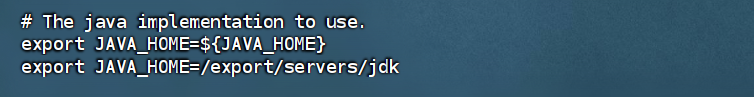 # The java implementation to use.
export JAVA_HOME=${JAVA_HOME}
export JAVA_HOME=/export/servers/jdk